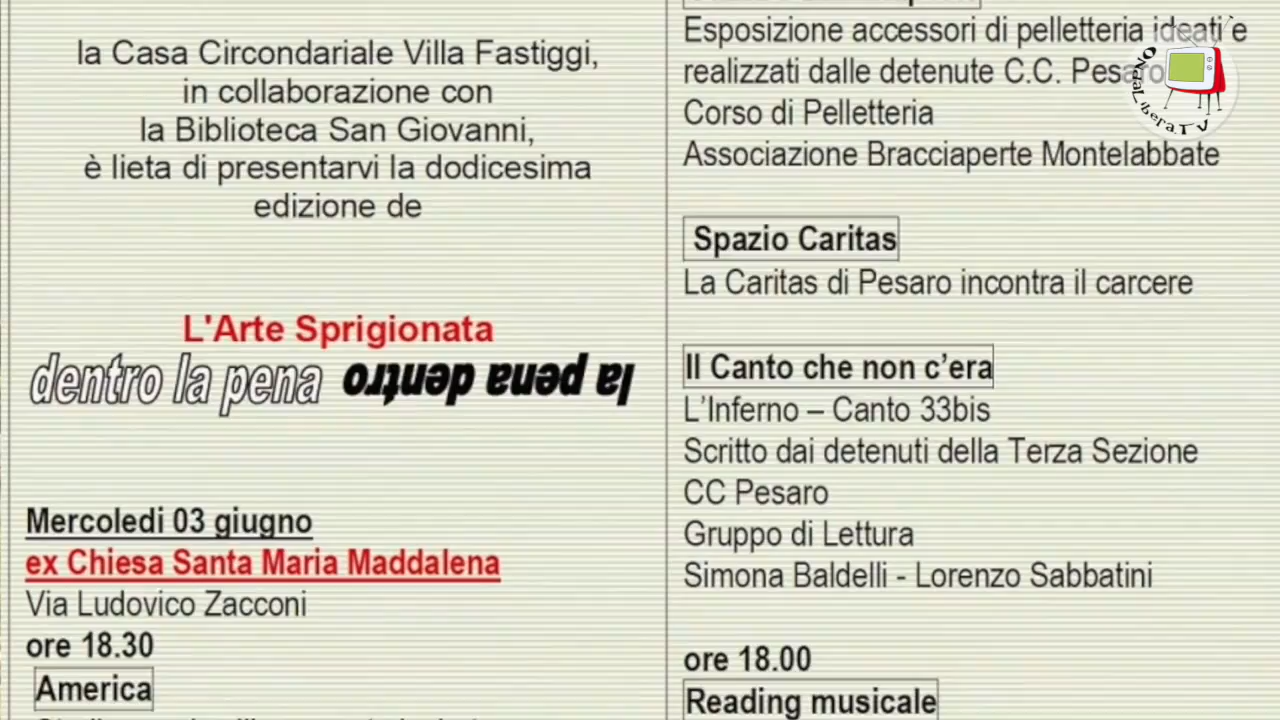 la Casa Circondariale Villa Fastiggi,
in collaborazione con
la Biblioteca San Giovanni,
è lieta di presentarvi la dodicesima
edizione de
L'Arte Sprigionata
dentro la pena la pena dentro
Mercoledi 03 giugno
ex Chiesa Santa Maria Maddalena
Via Ludovico Zacconi
ore 18.30
America
Esposizione accessori di pelletteria ideati e
realizzati dalle detenute C.C. Pesaro
Corso di Pelletteria
Associazione Bracciaperte Montelabbate
Spazio Caritas
La Caritas di Pesaro incontra il carcere
Il Canto che non c’era
L’Inferno – Canto 33bis
Scritto dai detenuti della Terza Sezione
CC Pesaro
Gruppo di Lettura
Simona Baldelli - Lorenzo Sabbatini
ore 18.00
Reading musicale